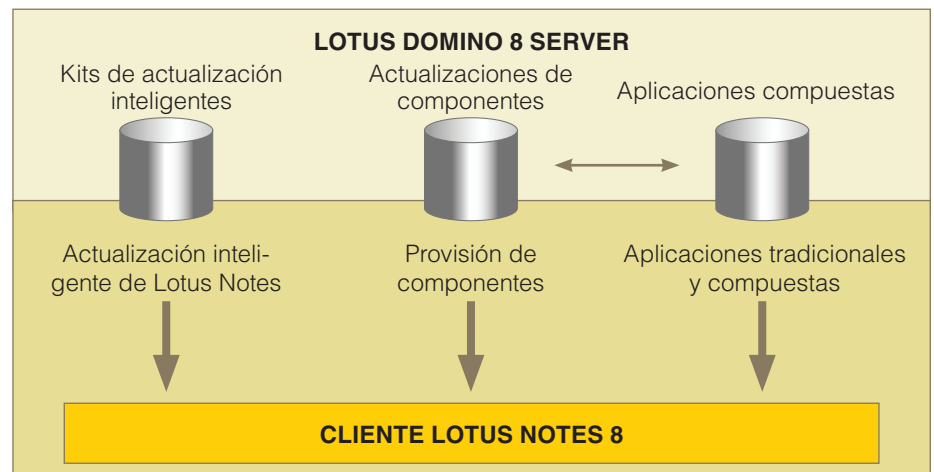 LOTUS DOMINO 8 SERVER
Kits de actualización
inteligentes
Actualizaciones de
componentes
Aplicaciones compuestas
Actualización inteli-
gente de Lotus Notes
Provisión de
componentes
Aplicaciones tradicionales
y compuestas
CLIENTE LOTUS NOTES 8